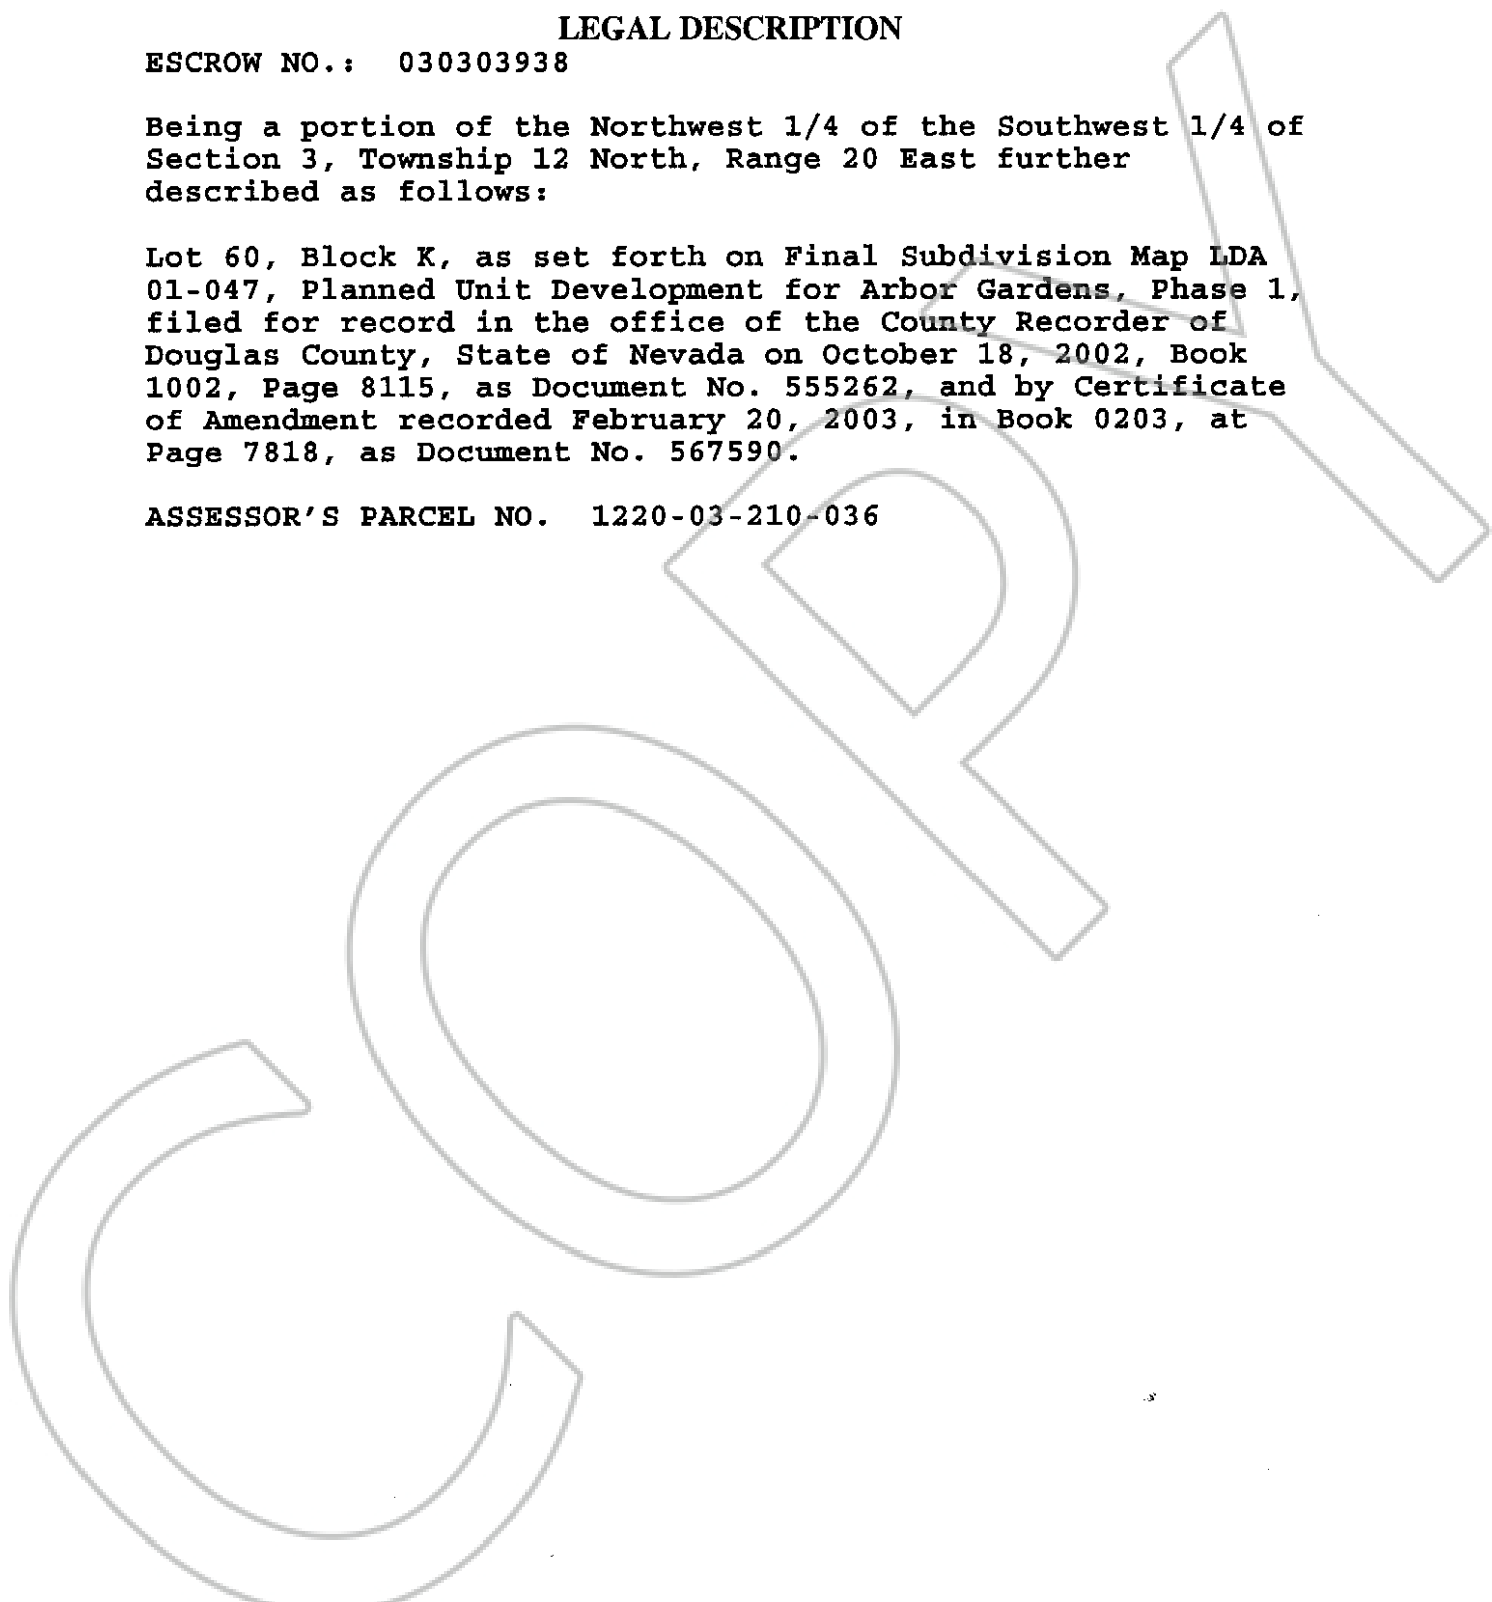 LEGAL DESCRIPTION
ESCROW NO.: 030303938
Being a portion of the Northwest 1/4 of the Southwest 1/4 of
Section 3, Township 12 North, Range 20 East further
described as follows:
Lot 60, Block K, as set forth on Final Subdivision Map LDA
01-047, Planned Unit Development for Arbor Gardens, Phase 1,
filed for record in the office of the County Recorder of
Douglas County, State of Nevada on October 18, 2002, Book
1002, Page 8115, as Document No. 555262, and by Certificate
of Amendment recorded February 20, 2003, in Book 0203, at
Page 7818, as Document No. 567590.
ASSESSOR'S PARCEL NO. 1220-03-210-036
COPY